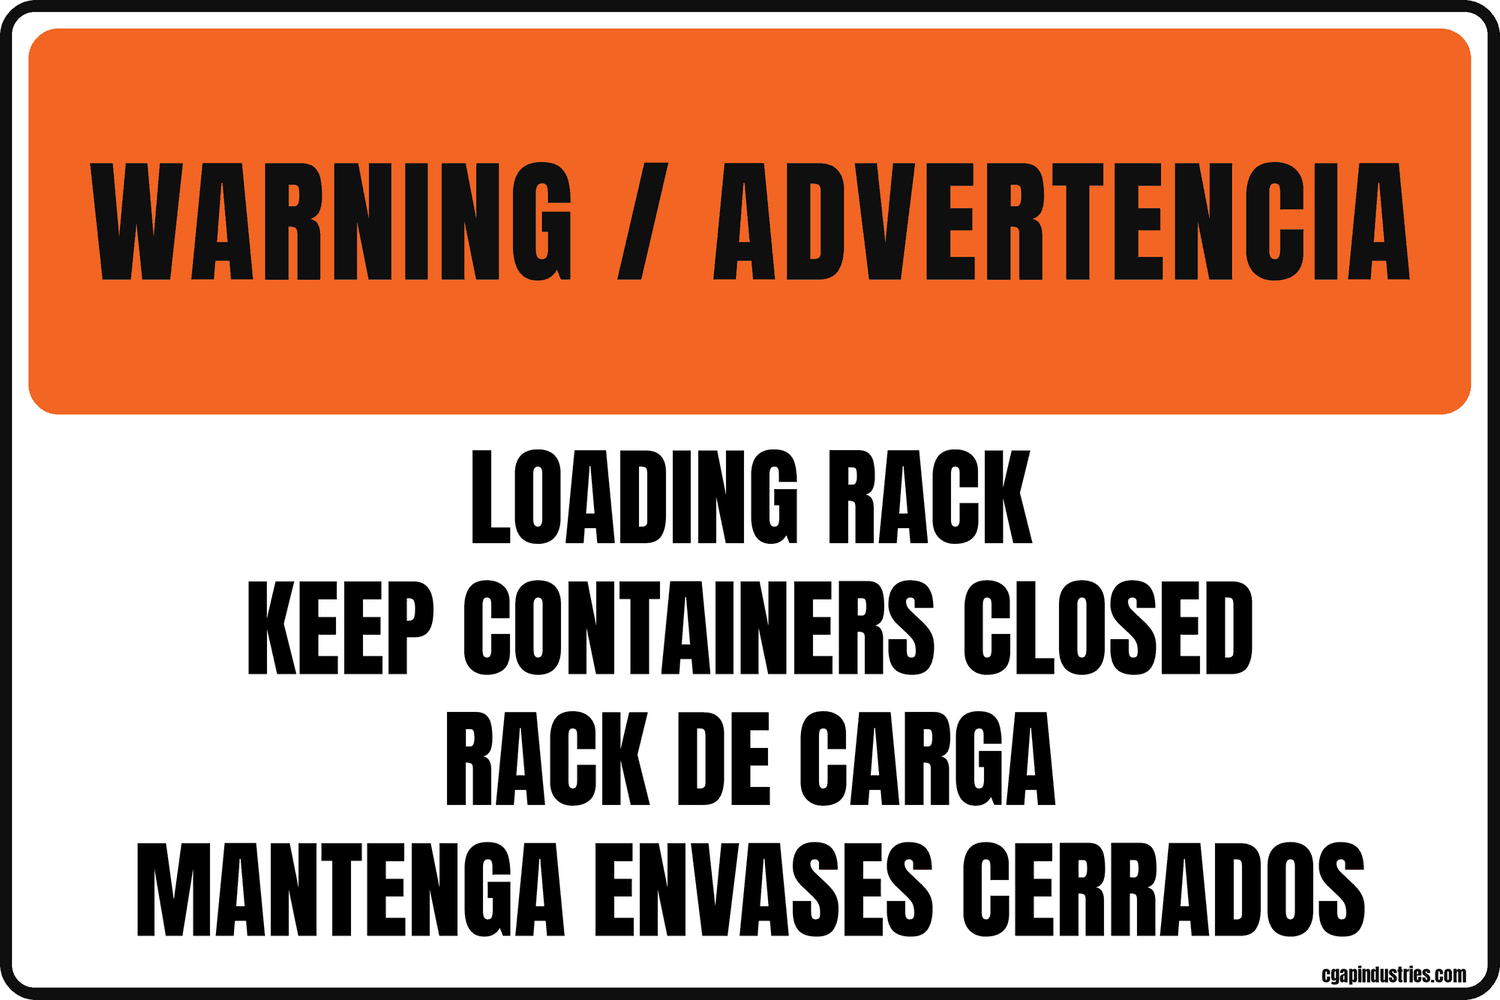 WARNING / ADVERTENCIA
LOADING RACK
KEEP CONTAINERS CLOSED
RACK DE CARGA
MANTENGA ENVASES CERRADOS
cgapindustries.com